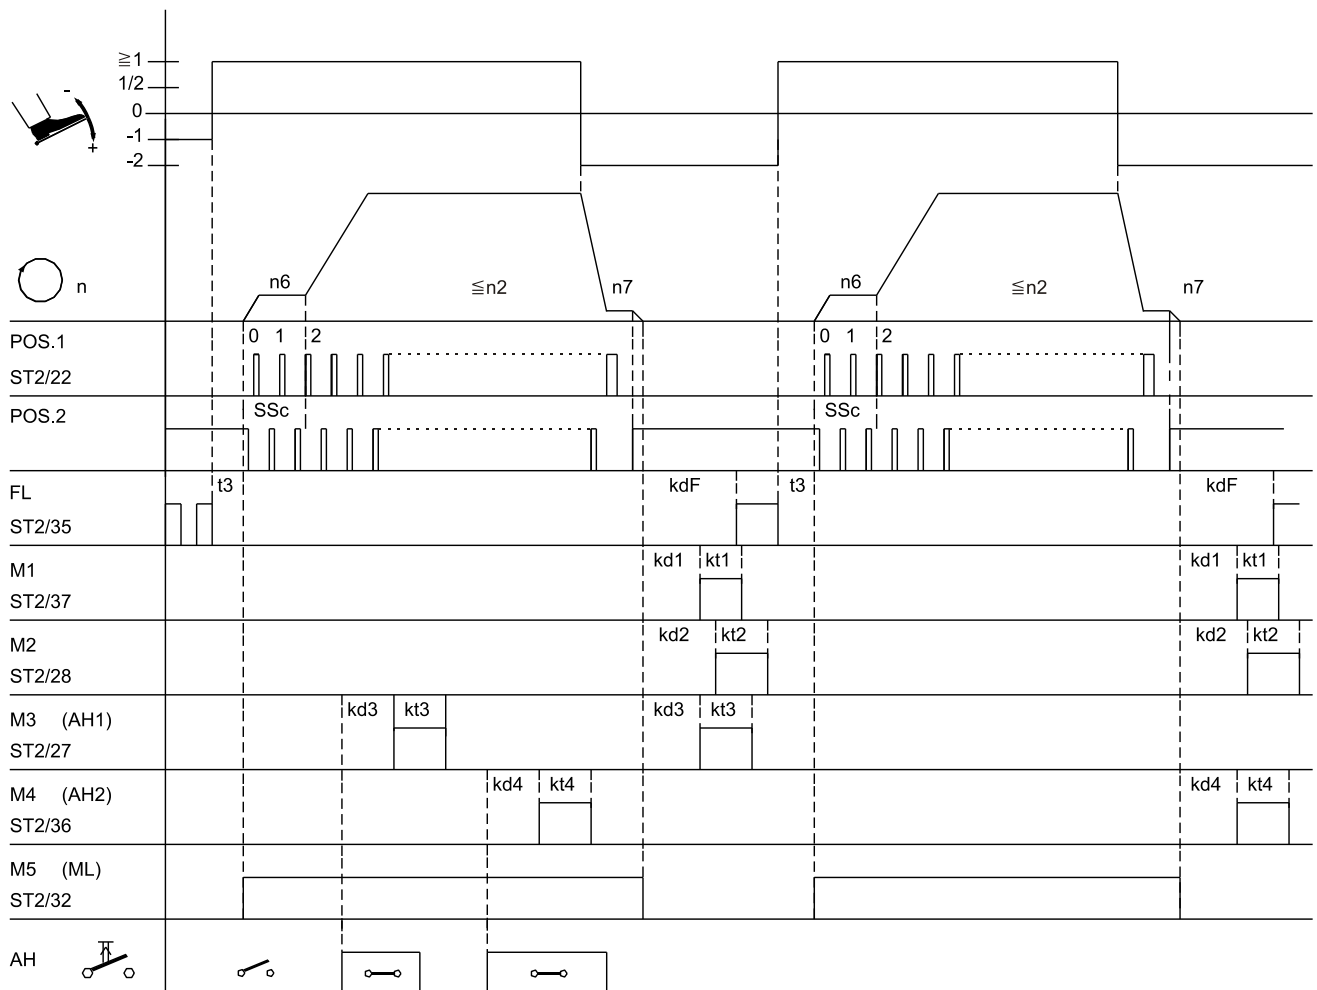 ≧1
1/2
0
-1
-2
-
+
n
n6
≦n2
n7
n6
≦n2
n7
POS.1
ST2/22
0 1 2
0 1 2
POS.2
SSc
SSc
FL
ST2/35
t3
kdF
t3
kdF
M1
ST2/37
kd1 kt1
kd1 kt1
M2
ST2/28
kd2 kt2
kd2 kt2
M3 (AH1)
ST2/27
kd3 kt3
kd3 kt3
M4 (AH2)
ST2/36
kd4 kt4
kd4 kt4
M5 (ML)
ST2/32
AH